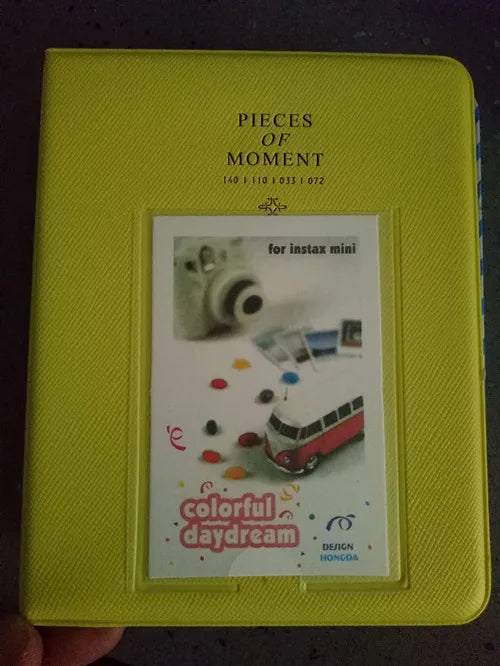 PIECES
OF
MOMENT
140 I 110 I 033 I 072
for instax mini
colorful
daydream
DESIGN
HONGDA